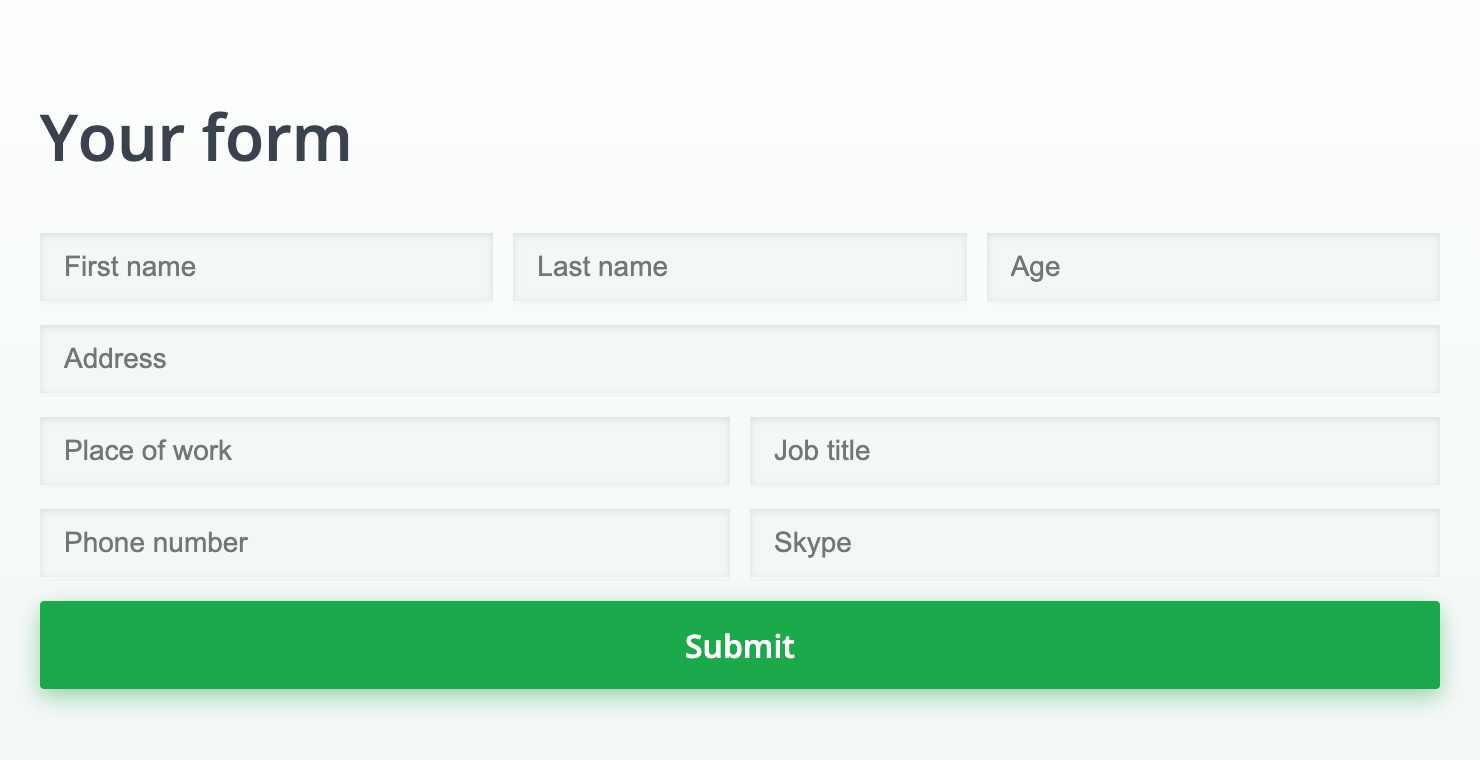 Your form
First name
Last name
Age
Address
Place of work
Job title
Phone number
Skype
Submit